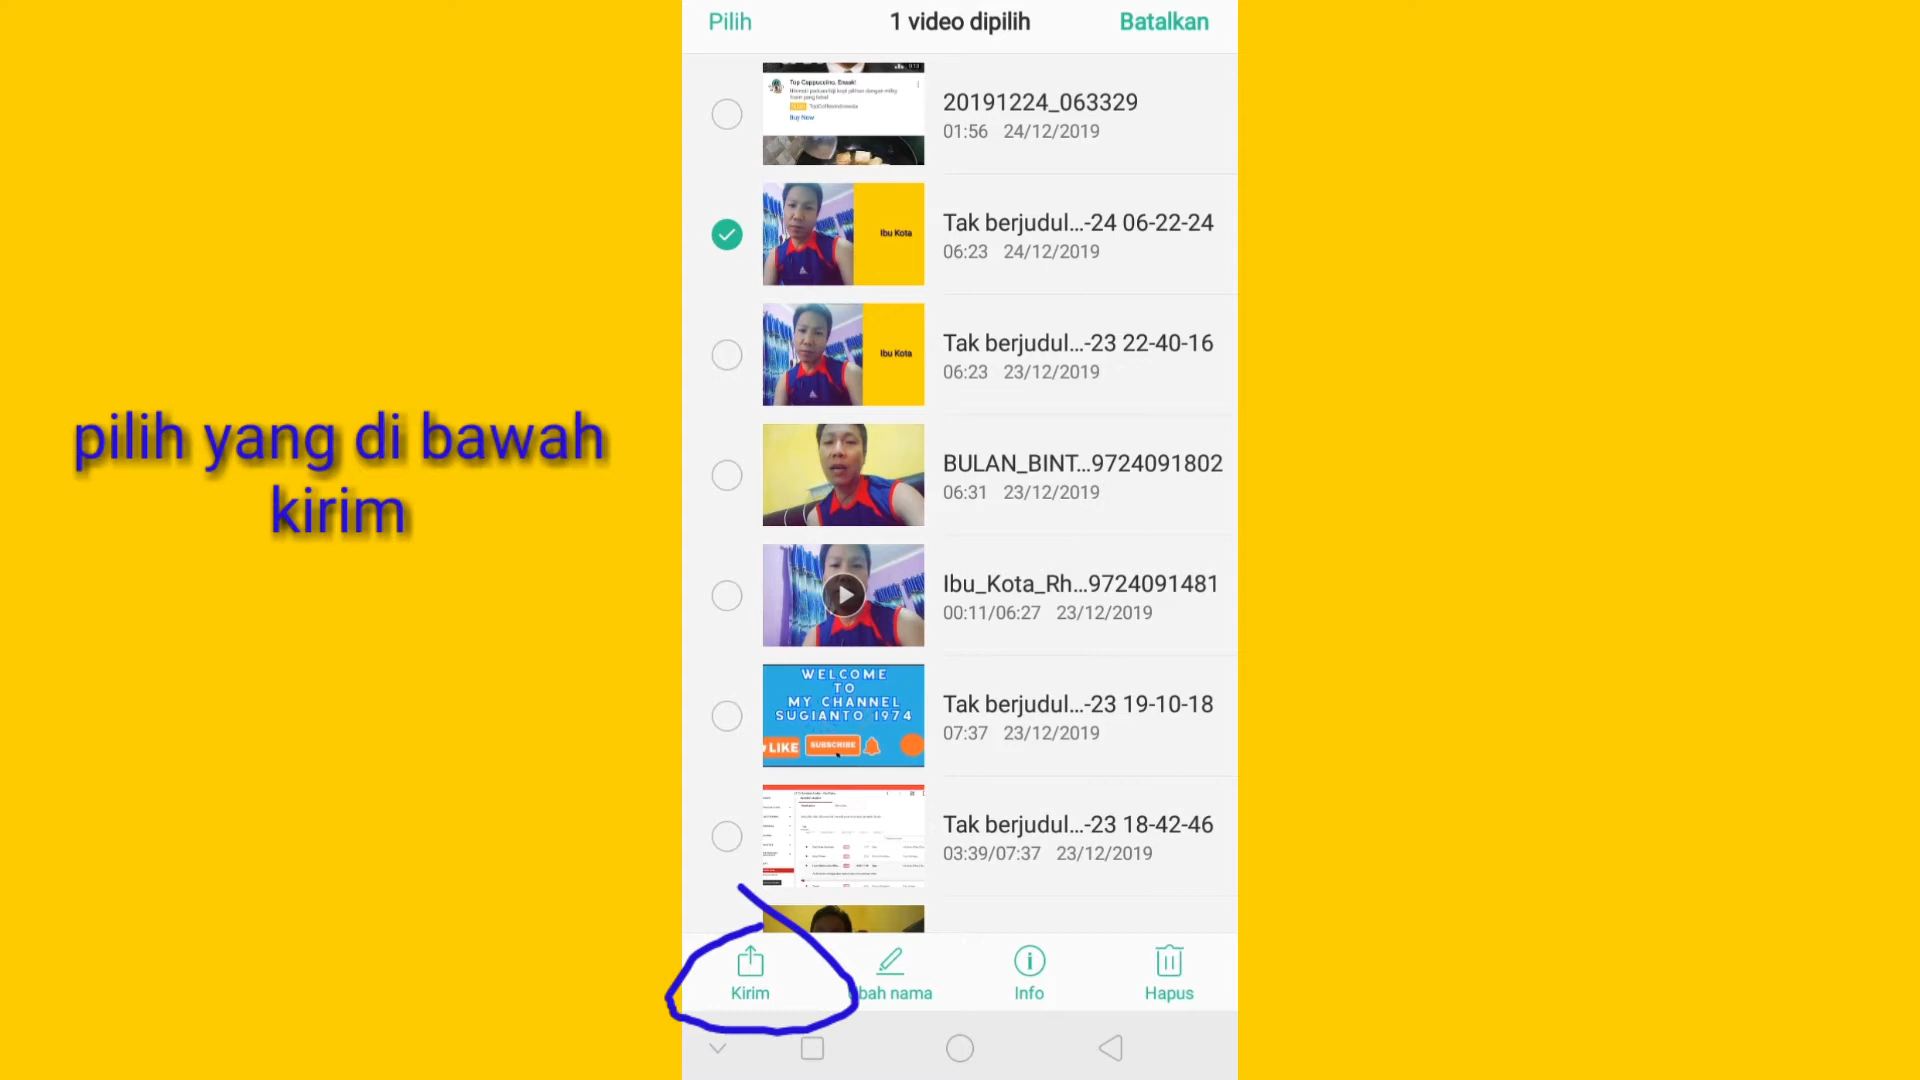 Pilih
1 video dipilih
Batalkan
Top Cappuccino, Enaak!
Buy Now
20191224_063329
01:56 24/12/2019
Ibu Kota
Tak berjudul...-24 06-22-24
06:23 24/12/2019
Ibu Kota
Tak berjudul...-23 22-40-16
06:23 23/12/2019
pilih yang di bawah
kirim
BULAN_BINT...9724091802
06:31 23/12/2019
Ibu_Kota_Rh...9724091481
00:11/06:27 23/12/2019
WELCOME
TO
MY CHANNEL
SUGIANTO 1974
LIKE
SUBSCRIBE
Tak berjudul...-23 19-10-18
07:37 23/12/2019
Tak berjudul...-23 18-42-46
03:39/07:37 23/12/2019
Kirim
bah nama
Info
Hapus